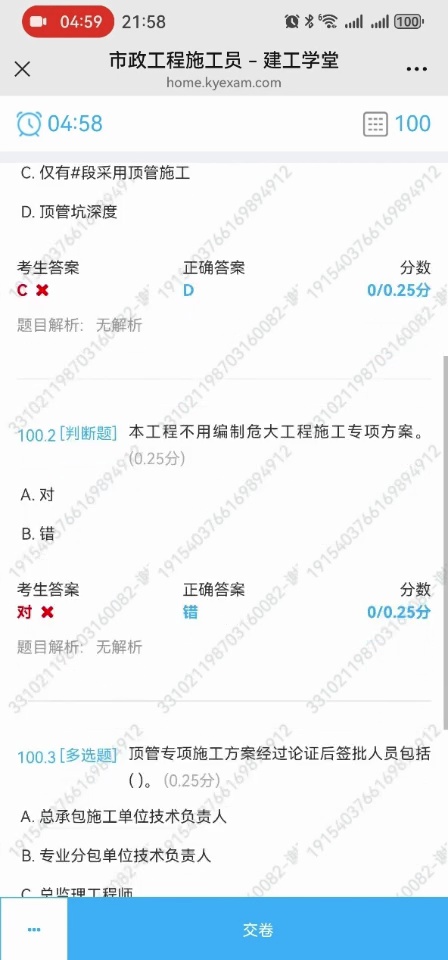 04:59 21:58 6 100
市政工程施工员 – 建工学堂
home.kyexam.com
04:58 100
C. 仅有#段采用顶管施工
D. 顶管坑深度
考生答案 正确答案 分数
C ✖ D 0/0.25分
题目解析: 无解析
100.2 [判断题] 本工程不用编制危大工程施工专项方案。
(0.25分)
A. 对
B. 错
考生答案 正确答案 分数
对 ✖ 错 0/0.25分
题目解析: 无解析
100.3 [多选题] 顶管专项施工方案经过论证后签批人员包括
( )。 (0.25分)
A. 总承包施工单位技术负责人
B. 专业分包单位技术负责人
C. 总监理工程师
交卷